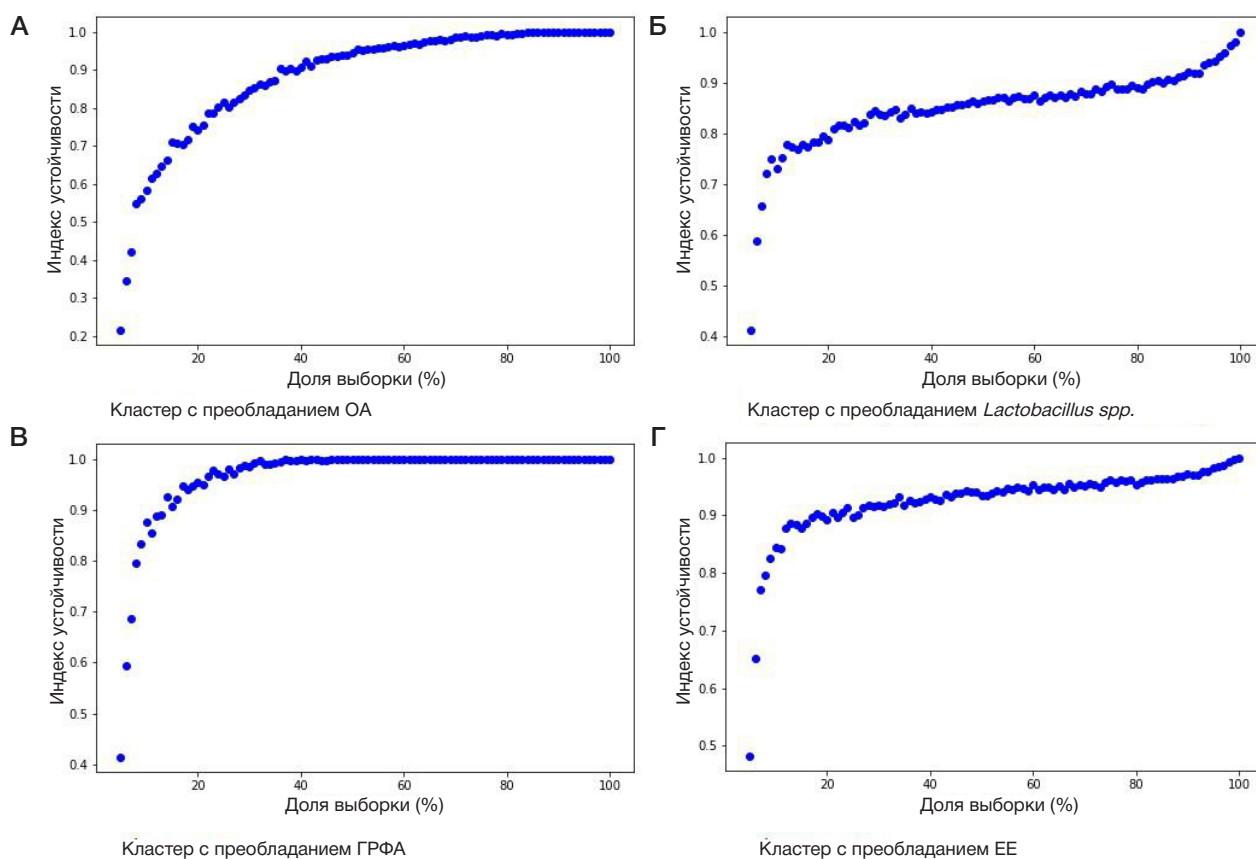 А
1.0
0.9
0.8
0.7
0.6
0.5
0.4
0.3
0.2
Индекс устойчивости
20 40 60 80 100
Доля выборки (%)
Кластер с преобладанием ОА
Б
1.0
0.9
0.8
0.7
0.6
0.5
0.4
Индекс устойчивости
20 40 60 80 100
Доля выборки (%)
Кластер с преобладанием Lactobacillus spp.
В
1.0
0.9
0.8
0.7
0.6
0.5
0.4
Индекс устойчивости
20 40 60 80 100
Доля выборки (%)
Кластер с преобладанием ГРФА
Г
1.0
0.9
0.8
0.7
0.6
0.5
Индекс устойчивости
20 40 60 80 100
Доля выборки (%)
Кластер с преобладанием ЕЕ